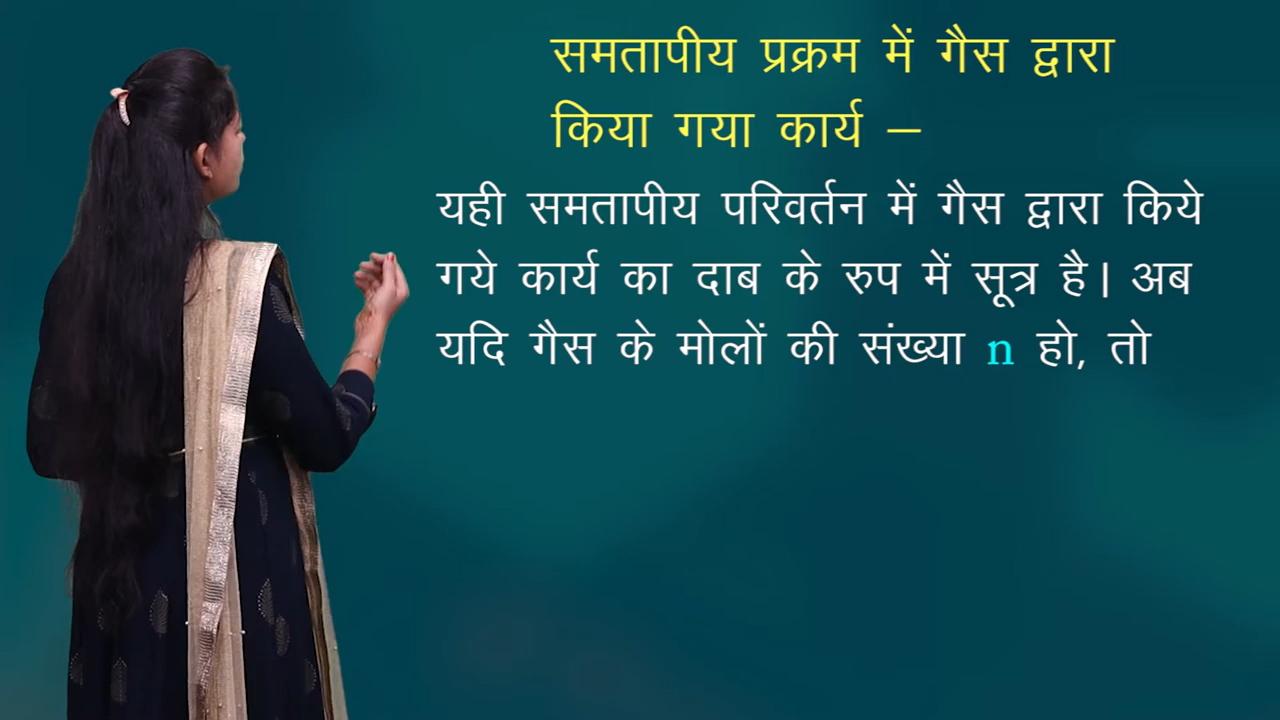 समतापीय प्रक्रम में गैस द्वारा
किया गया कार्य –
यही समतापीय परिवर्तन में गैस द्वारा किये
गये कार्य का दाब के रुप में सूत्र है। अब
यदि गैस के मोलों की संख्या n हो, तो